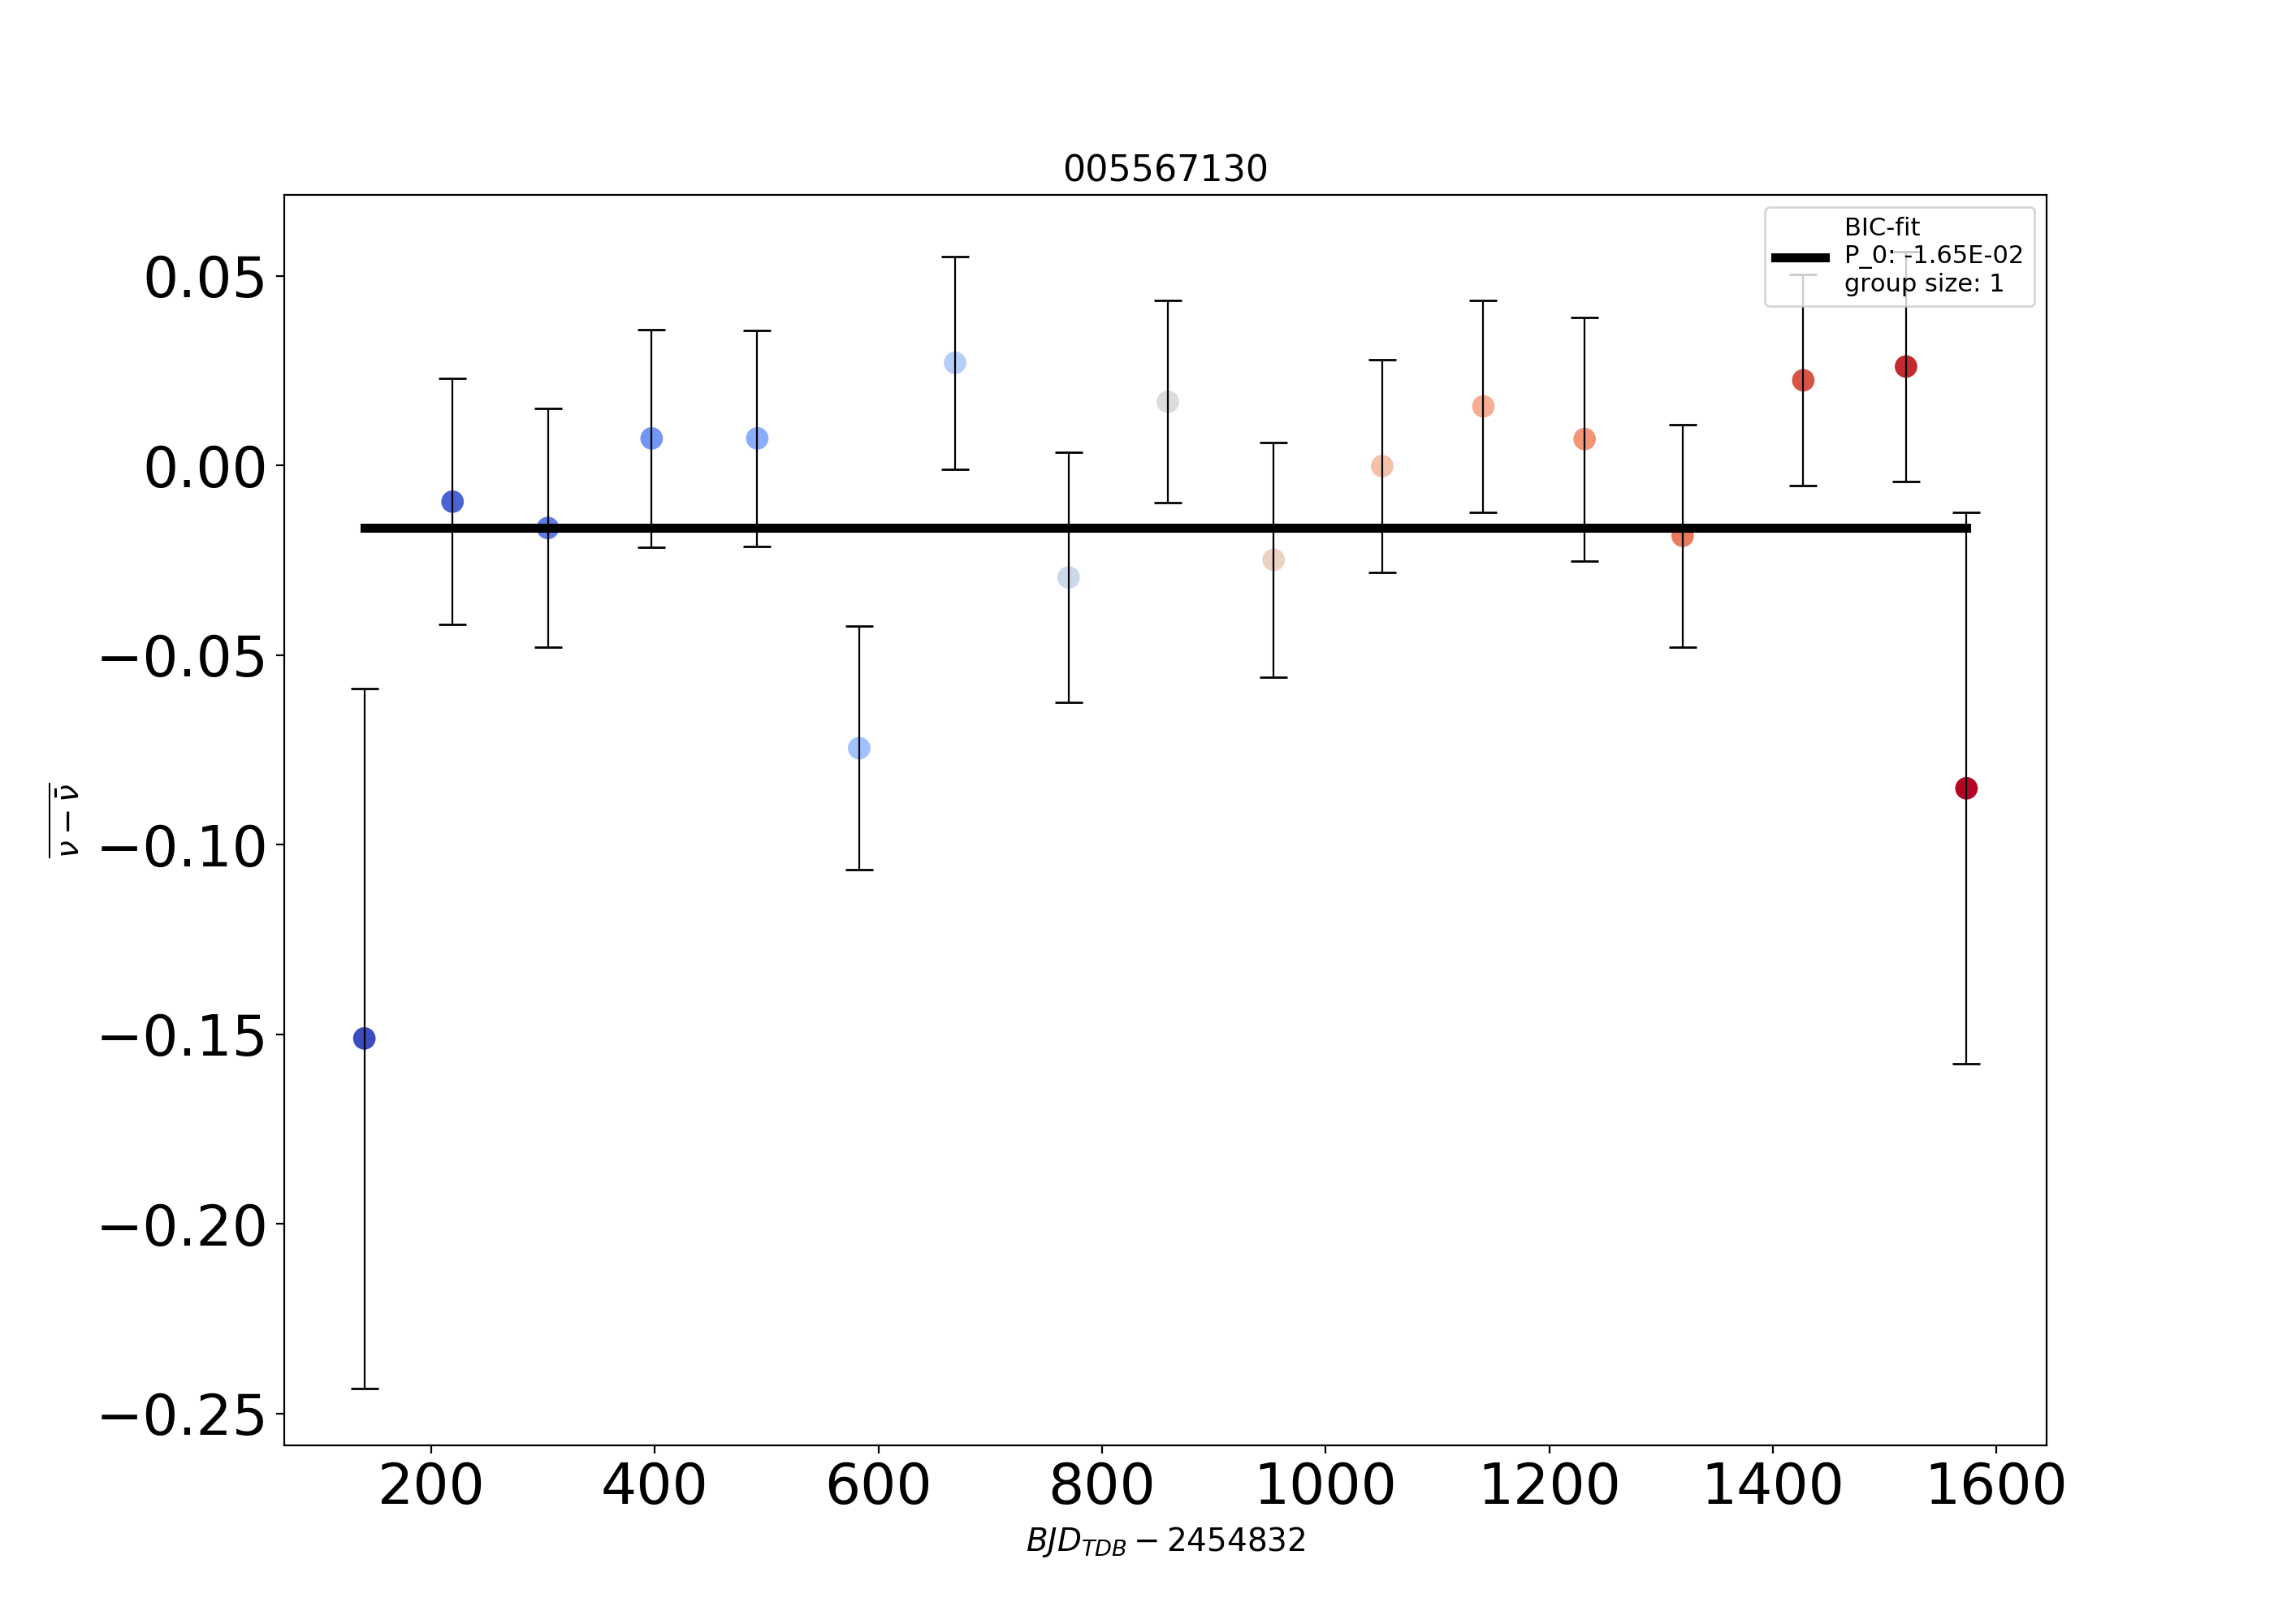 005567130
BIC-fit
P_0: -1.65E-02
group size: 1
0.05
0.00
−0.05
−0.10
−0.15
−0.20
−0.25
ν − ν̄
200 400 600 800 1000 1200 1400 1600
BJD_TDB − 2454832